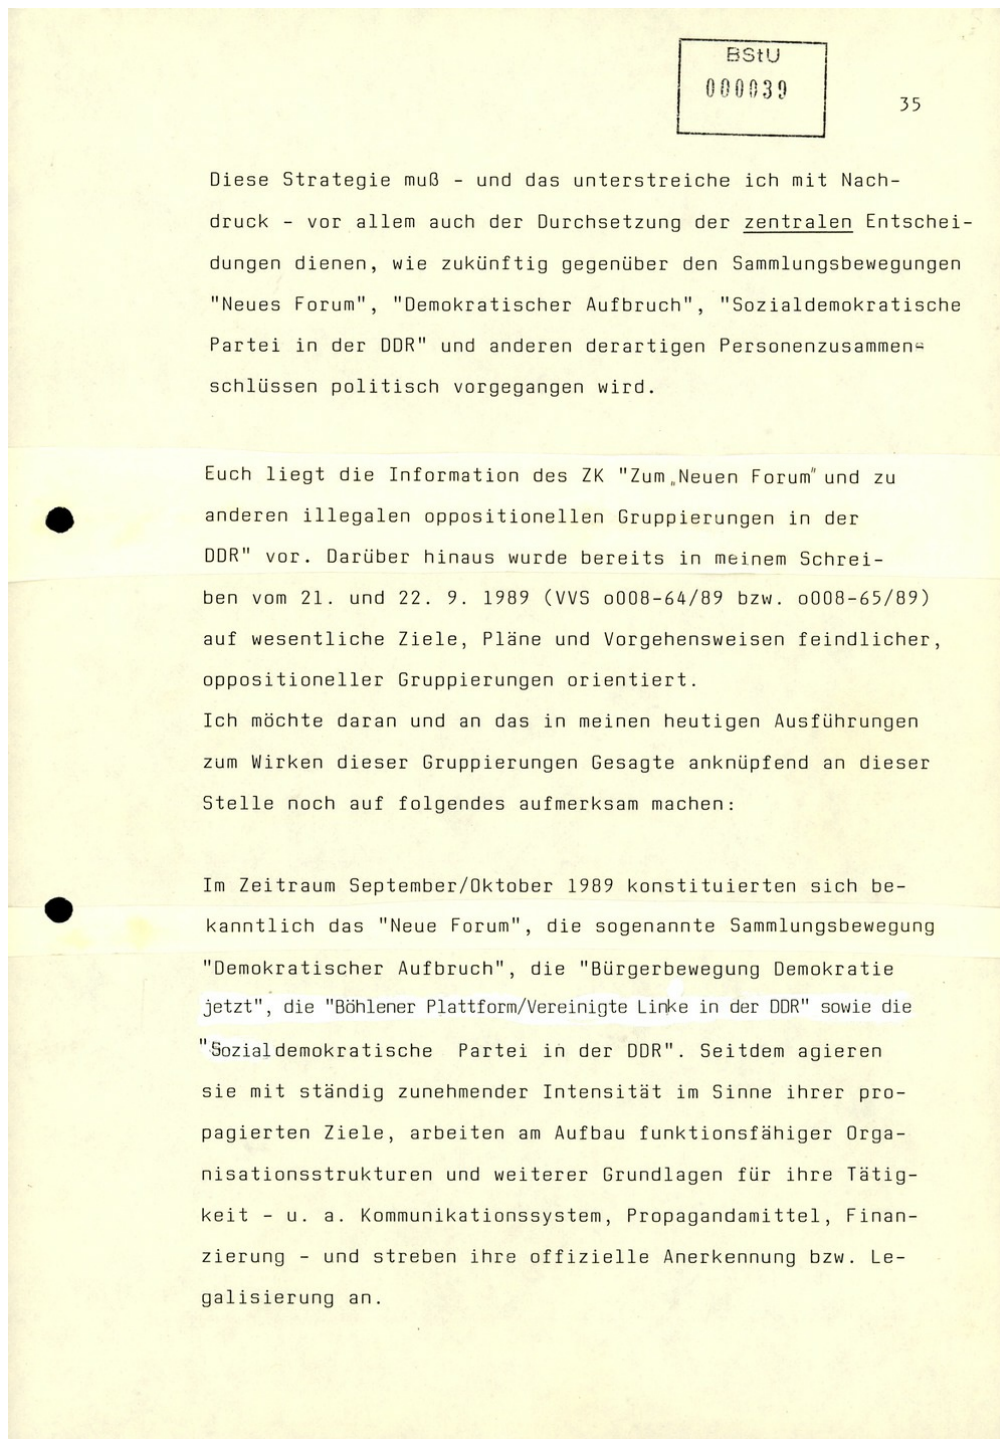 BStU
000039
35
Diese Strategie muß - und das unterstreiche ich mit Nach-
druck - vor allem auch der Durchsetzung der zentralen Entschei-
dungen dienen, wie zukünftig gegenüber den Sammlungsbewegungen
"Neues Forum", "Demokratischer Aufbruch", "Sozialdemokratische
Partei in der DDR" und anderen derartigen Personenzusammen-
schlüssen politisch vorgegangen wird.
Euch liegt die Information des ZK "Zum „Neuen Forum" und zu
anderen illegalen oppositionellen Gruppierungen in der
DDR" vor. Darüber hinaus wurde bereits in meinem Schrei-
ben vom 21. und 22. 9. 1989 (VVS o008-64/89 bzw. o008-65/89)
auf wesentliche Ziele, Pläne und Vorgehensweisen feindlicher,
oppositioneller Gruppierungen orientiert.
Ich möchte daran und an das in meinen heutigen Ausführungen
zum Wirken dieser Gruppierungen Gesagte anknüpfend an dieser
Stelle noch auf folgendes aufmerksam machen:
Im Zeitraum September/Oktober 1989 konstituierten sich be-
kanntlich das "Neue Forum", die sogenannte Sammlungsbewegung
"Demokratischer Aufbruch", die "Bürgerbewegung Demokratie
jetzt", die "Böhlener Plattform/Vereinigte Linke in der DDR" sowie die
"Sozialdemokratische Partei in der DDR". Seitdem agieren
sie mit ständig zunehmender Intensität im Sinne ihrer pro-
pagierten Ziele, arbeiten am Aufbau funktionsfähiger Orga-
nisationsstrukturen und weiterer Grundlagen für ihre Tätig-
keit - u. a. Kommunikationssystem, Propagandamittel, Finan-
zierung - und streben ihre offizielle Anerkennung bzw. Le-
galisierung an.